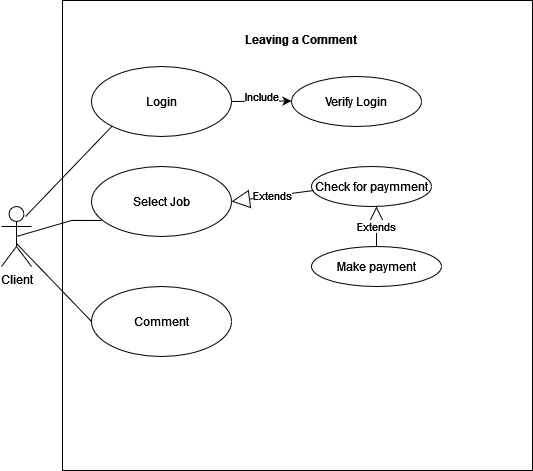 Leaving a Comment
Login
Include
Verify Login
Select Job
Extends
Check for paymment
Extends
Client
Make payment
Comment